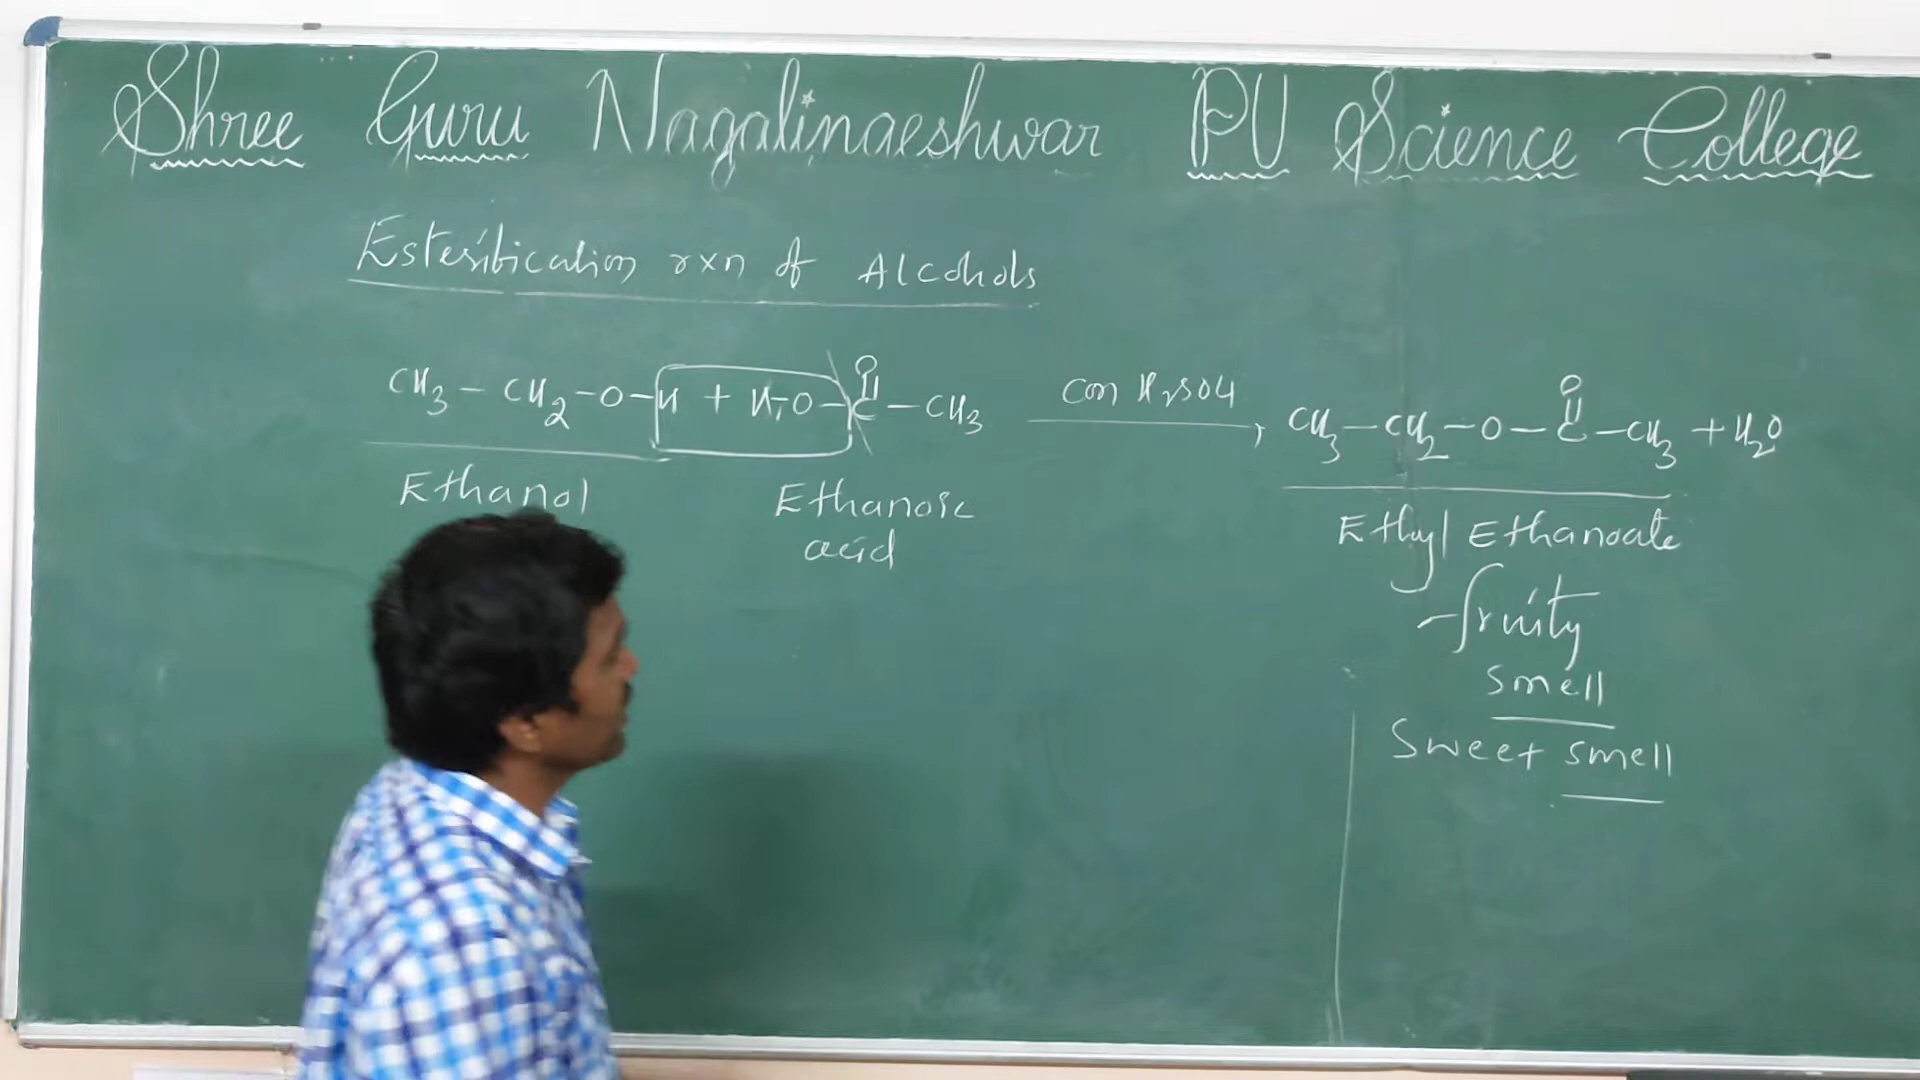 Shree Guru Nagalinaeshwar PU Science College
Esterification rxn of Alcohols
CH3 - CH2 - O - H + H - O - C - CH3 Con H2SO4 CH3 - CH2 - O - C - CH3 + H2O
O O
Ethanol Ethanoic acid Ethyl Ethanoate
fruity
smell
Sweet smell